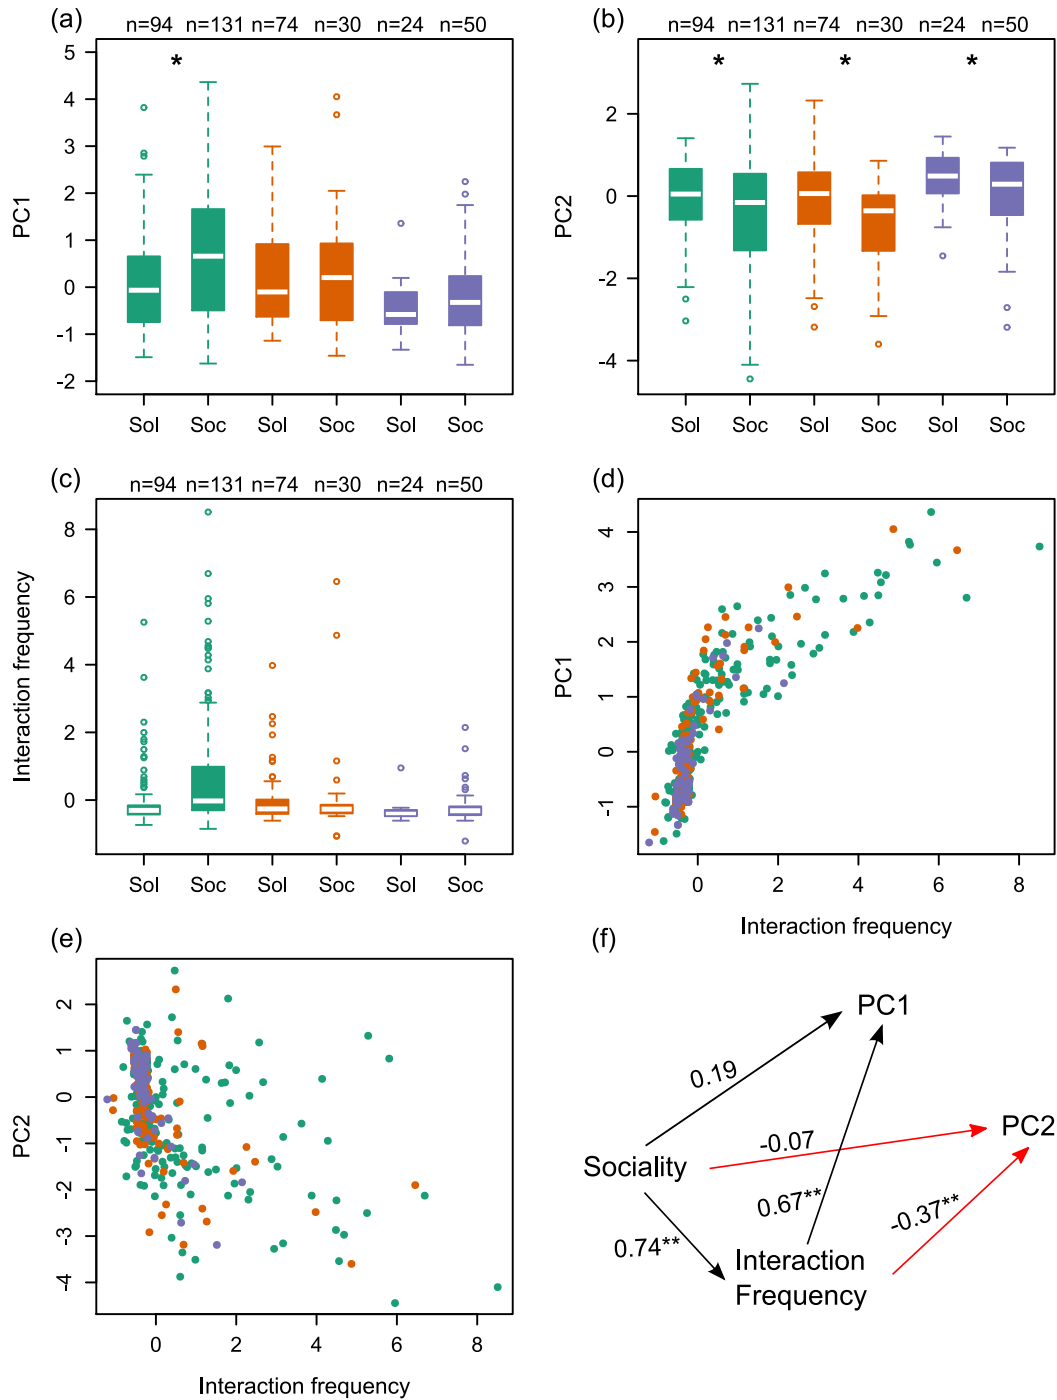 (a)
n=94 n=131 n=74 n=30 n=24 n=50
*
PC1
5
4
3
2
1
0
-1
-2
Sol Soc Sol Soc Sol Soc
(b)
n=94 n=131 n=74 n=30 n=24 n=50
* * *
PC2
2
0
-2
-4
Sol Soc Sol Soc Sol Soc
(c)
n=94 n=131 n=74 n=30 n=24 n=50
Interaction frequency
8
6
4
2
0
Sol Soc Sol Soc Sol Soc
(d)
PC1
4
3
2
1
0
-1
0 2 4 6 8
Interaction frequency
(e)
PC2
2
1
0
-1
-2
-3
-4
0 2 4 6 8
Interaction frequency
(f)
PC1
0.19
PC2
-0.07
Sociality
0.67**
-0.37**
0.74**
Interaction
Frequency